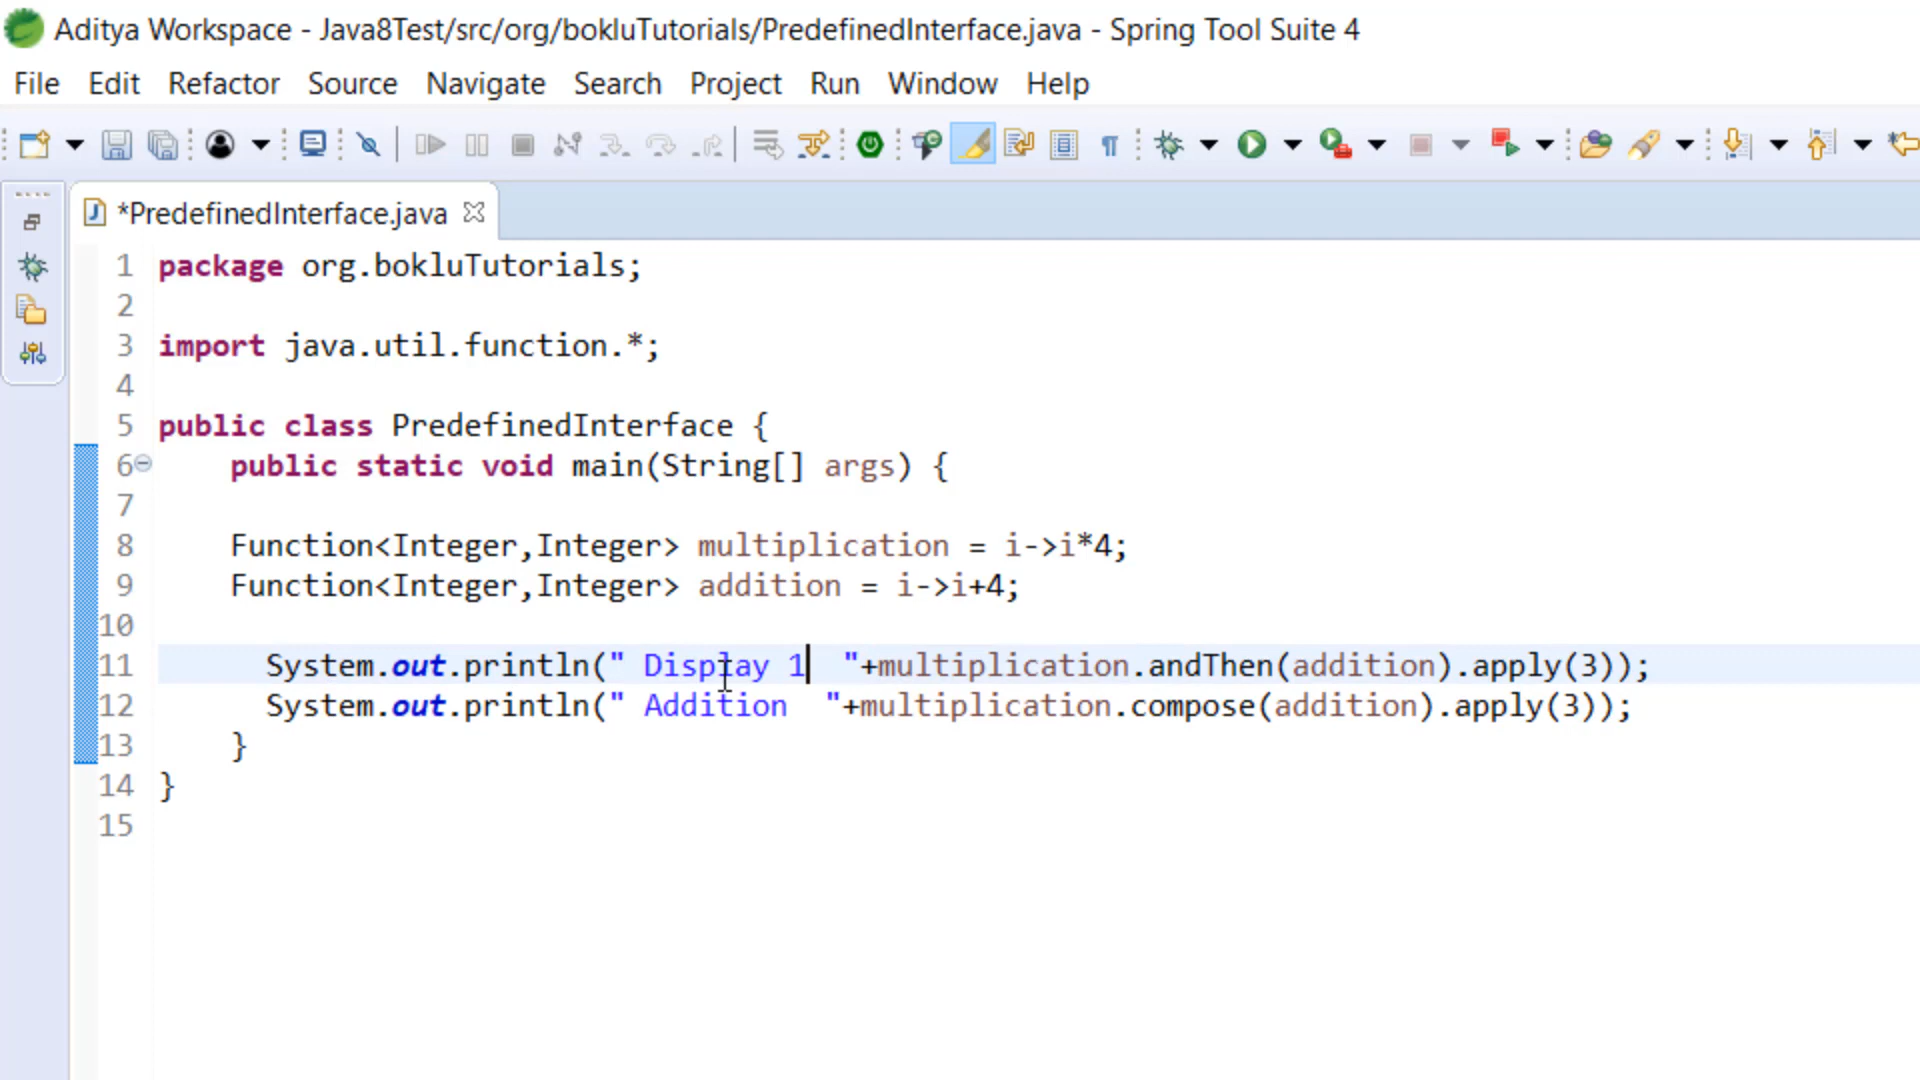 Aditya Workspace - Java8Test/src/org/bokluTutorials/PredefinedInterface.java - Spring Tool Suite 4
File Edit Refactor Source Navigate Search Project Run Window Help
*PredefinedInterface.java
1 package org.bokluTutorials;
2
3 import java.util.function.*;
4
5 public class PredefinedInterface {
6 public static void main(String[] args) {
7
8 Function<Integer,Integer> multiplication = i->i*4;
9 Function<Integer,Integer> addition = i->i+4;
10
11 System.out.println(" Display 1  "+multiplication.andThen(addition).apply(3));
12 System.out.println(" Addition  "+multiplication.compose(addition).apply(3));
13 }
14 }
15